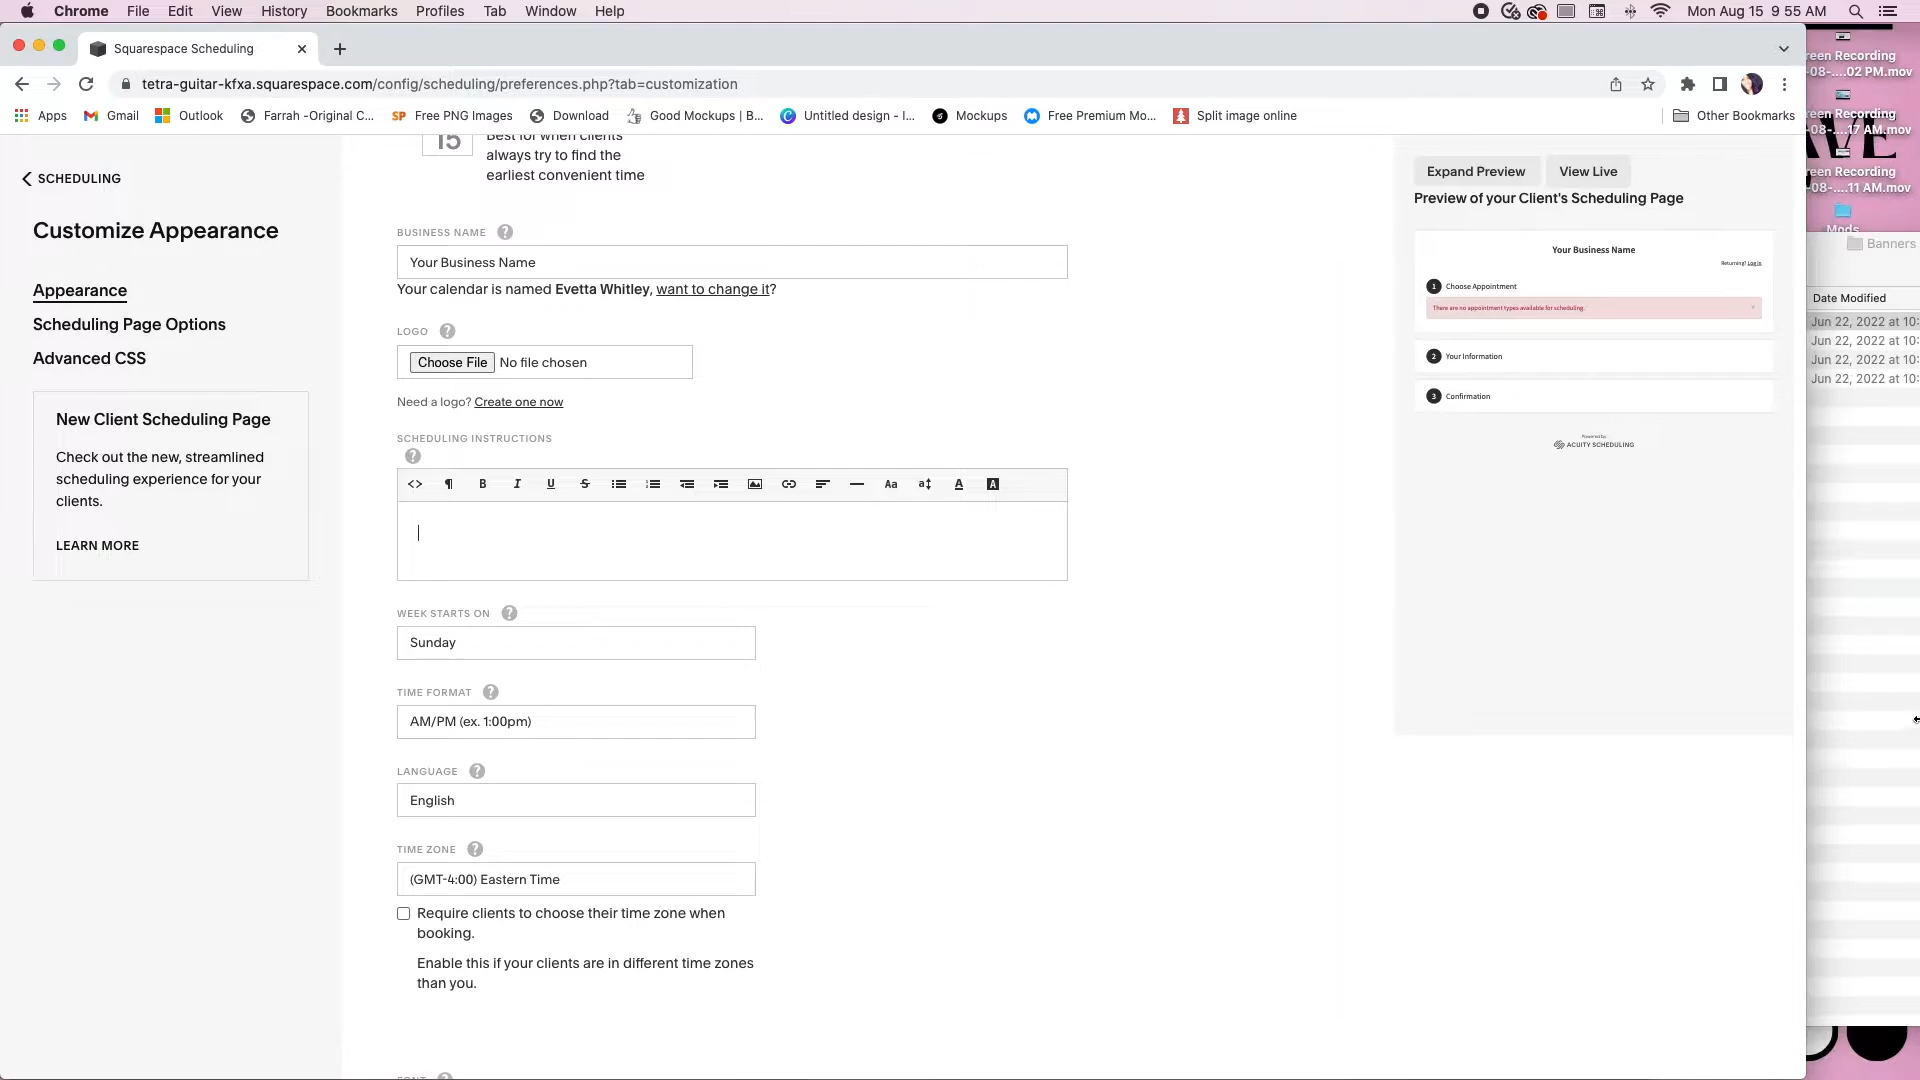 Chrome File Edit View History Bookmarks Profiles Tab Window Help
Mon Aug 15 9 55 AM
Squarespace Scheduling
tetra-guitar-kfxa.squarespace.com/config/scheduling/preferences.php?tab=customization
Apps Gmail Outlook Farrah -Original C... SP Free PNG Images Download Good Mockups | B... Untitled design - I... Mockups Free Premium Mo... Split image online Other Bookmarks
SCHEDULING
Customize Appearance
Appearance
Scheduling Page Options
Advanced CSS
New Client Scheduling Page
Check out the new, streamlined
scheduling experience for your
clients.
LEARN MORE
15
Best for when clients
always try to find the
earliest convenient time
BUSINESS NAME ?
Your Business Name
Your calendar is named Evetta Whitley, want to change it?
LOGO ?
Choose File No file chosen
Need a logo? Create one now
SCHEDULING INSTRUCTIONS
?
<> ¶ B I U S Aa a A A
WEEK STARTS ON ?
Sunday
TIME FORMAT ?
AM/PM (ex. 1:00pm)
LANGUAGE ?
English
TIME ZONE ?
(GMT-4:00) Eastern Time
Require clients to choose their time zone when
booking.
Enable this if your clients are in different time zones
than you.
FONT ?
Expand Preview View Live
Preview of your Client's Scheduling Page
Your Business Name
Returning? Log in
1 Choose Appointment
There are no appointment types available for scheduling.
2 Your Information
3 Confirmation
Powered by
ACUITY SCHEDULING
reen Recording
-08-....02 PM.mov
reen Recording
-08-....17 AM.mov
reen Recording
-08-....11 AM.mov
Mods
Banners
Date Modified
Jun 22, 2022 at 10:
Jun 22, 2022 at 10:
Jun 22, 2022 at 10:
Jun 22, 2022 at 10: